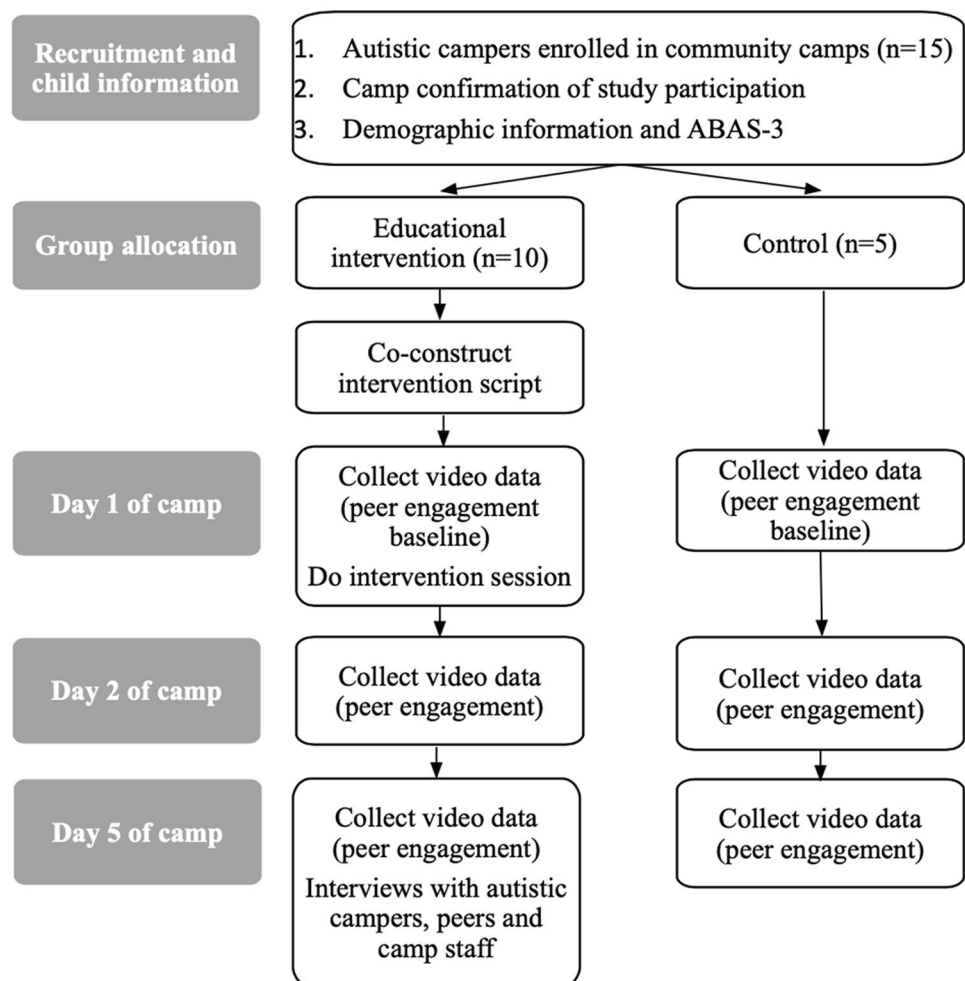 Recruitment and
child information
1. Autistic campers enrolled in community camps (n=15)
2. Camp confirmation of study participation
3. Demographic information and ABAS-3
Group allocation
Educational
intervention (n=10)
Control (n=5)
Co-construct
intervention script
Day 1 of camp
Collect video data
(peer engagement
baseline)
Do intervention session
Collect video data
(peer engagement
baseline)
Day 2 of camp
Collect video data
(peer engagement)
Collect video data
(peer engagement)
Day 5 of camp
Collect video data
(peer engagement)
Interviews with autistic
campers, peers and
camp staff
Collect video data
(peer engagement)